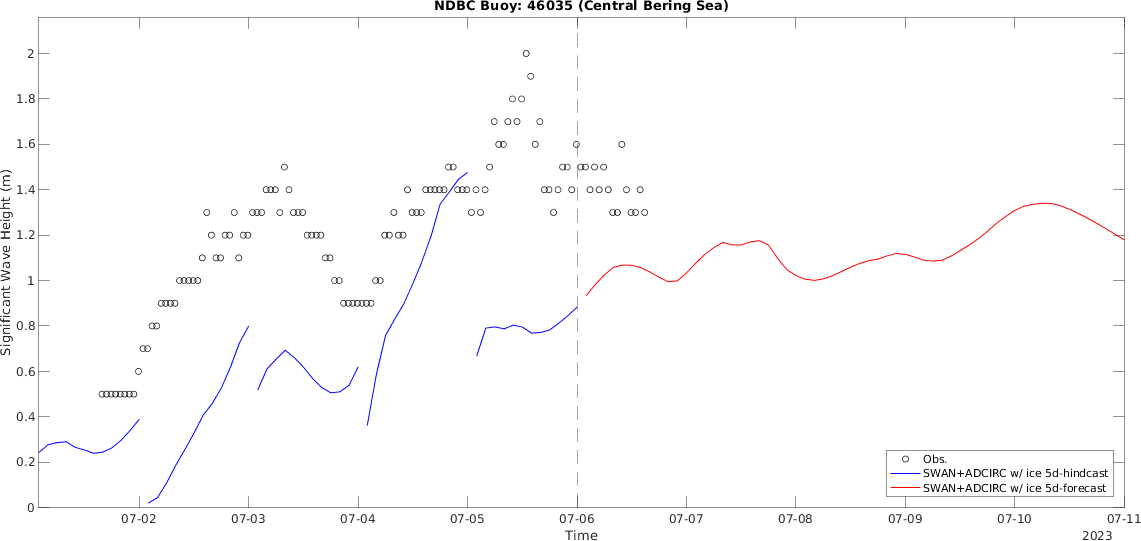 NDBC Buoy: 46035 (Central Bering Sea)
Significant Wave Height (m)
2
1.8
1.6
1.4
1.2
1
0.8
0.6
0.4
0.2
0
Obs.
SWAN+ADCIRC w/ ice 5d-hindcast
SWAN+ADCIRC w/ ice 5d-forecast
07-02 07-03 07-04 07-05 07-06 07-07 07-08 07-09 07-10 07-11
Time
2023